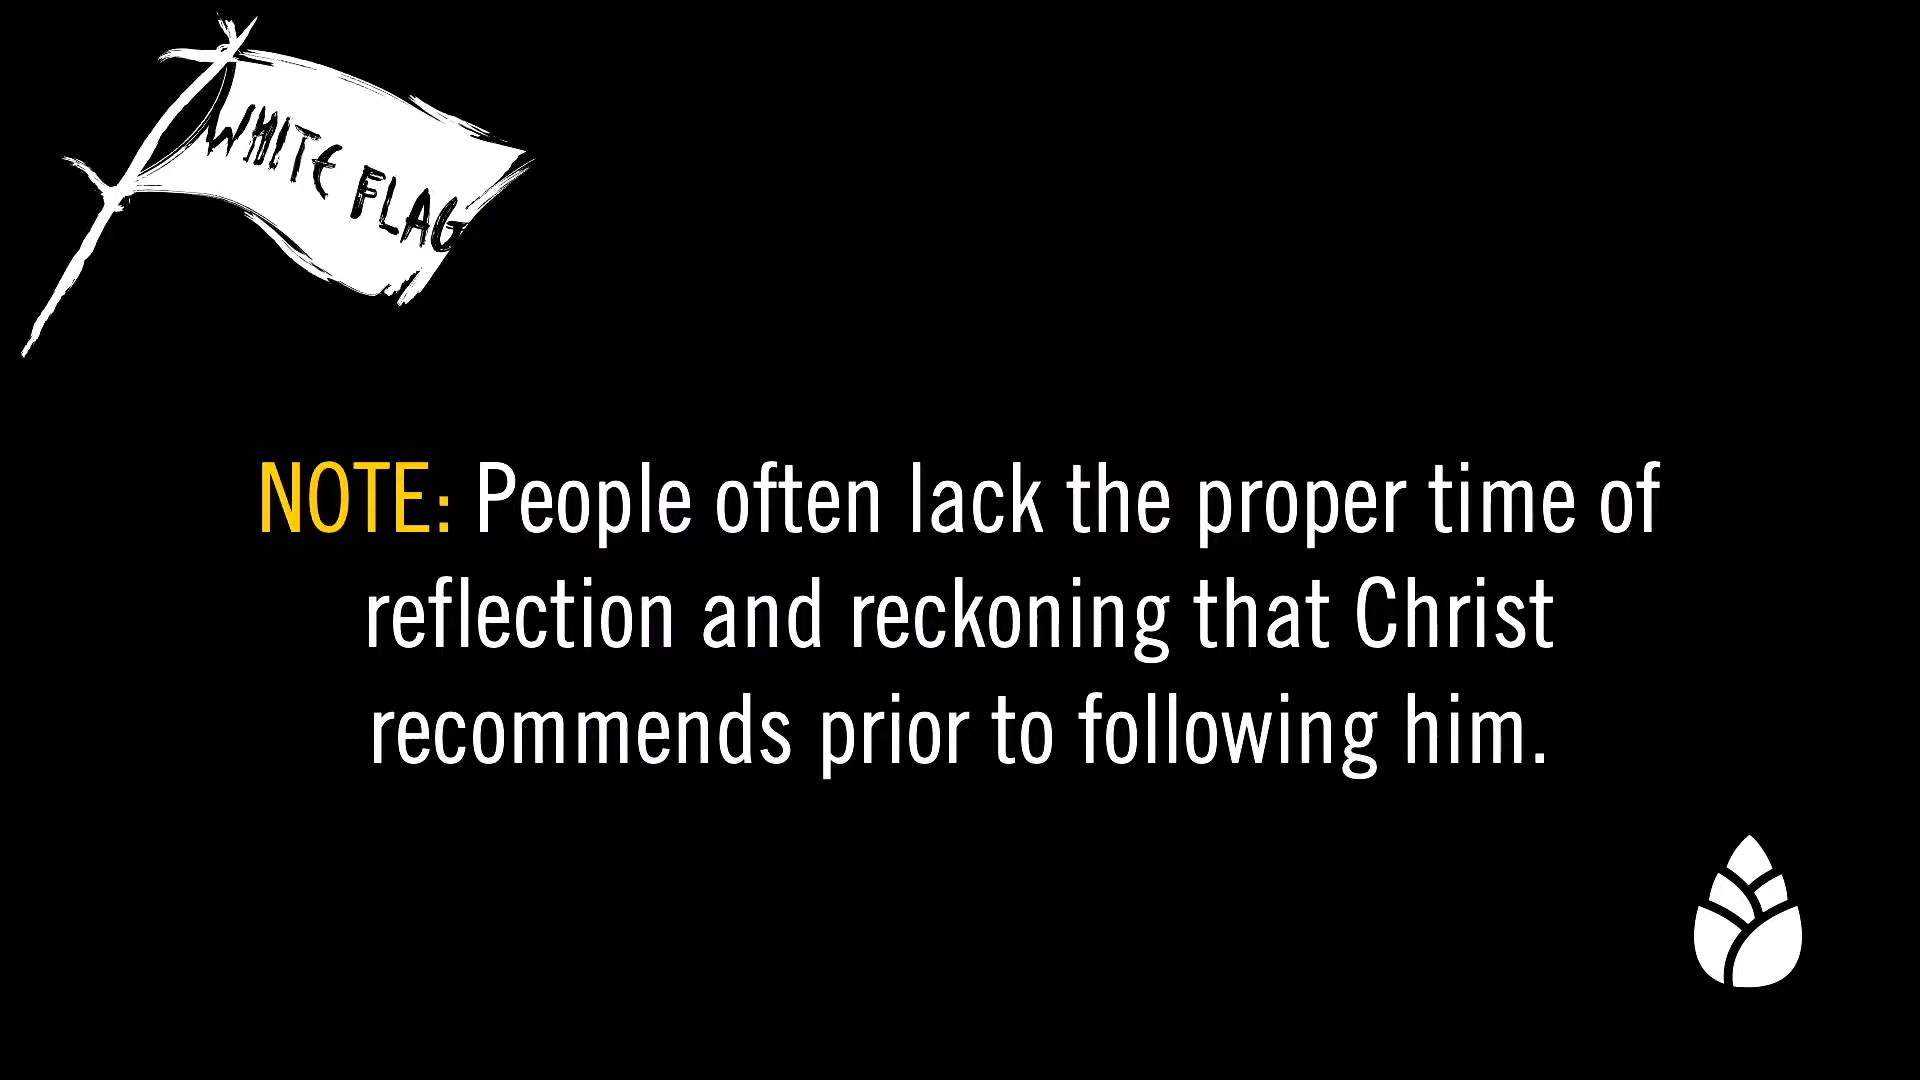 WHITE FLAG
NOTE: People often lack the proper time of
reflection and reckoning that Christ
recommends prior to following him.